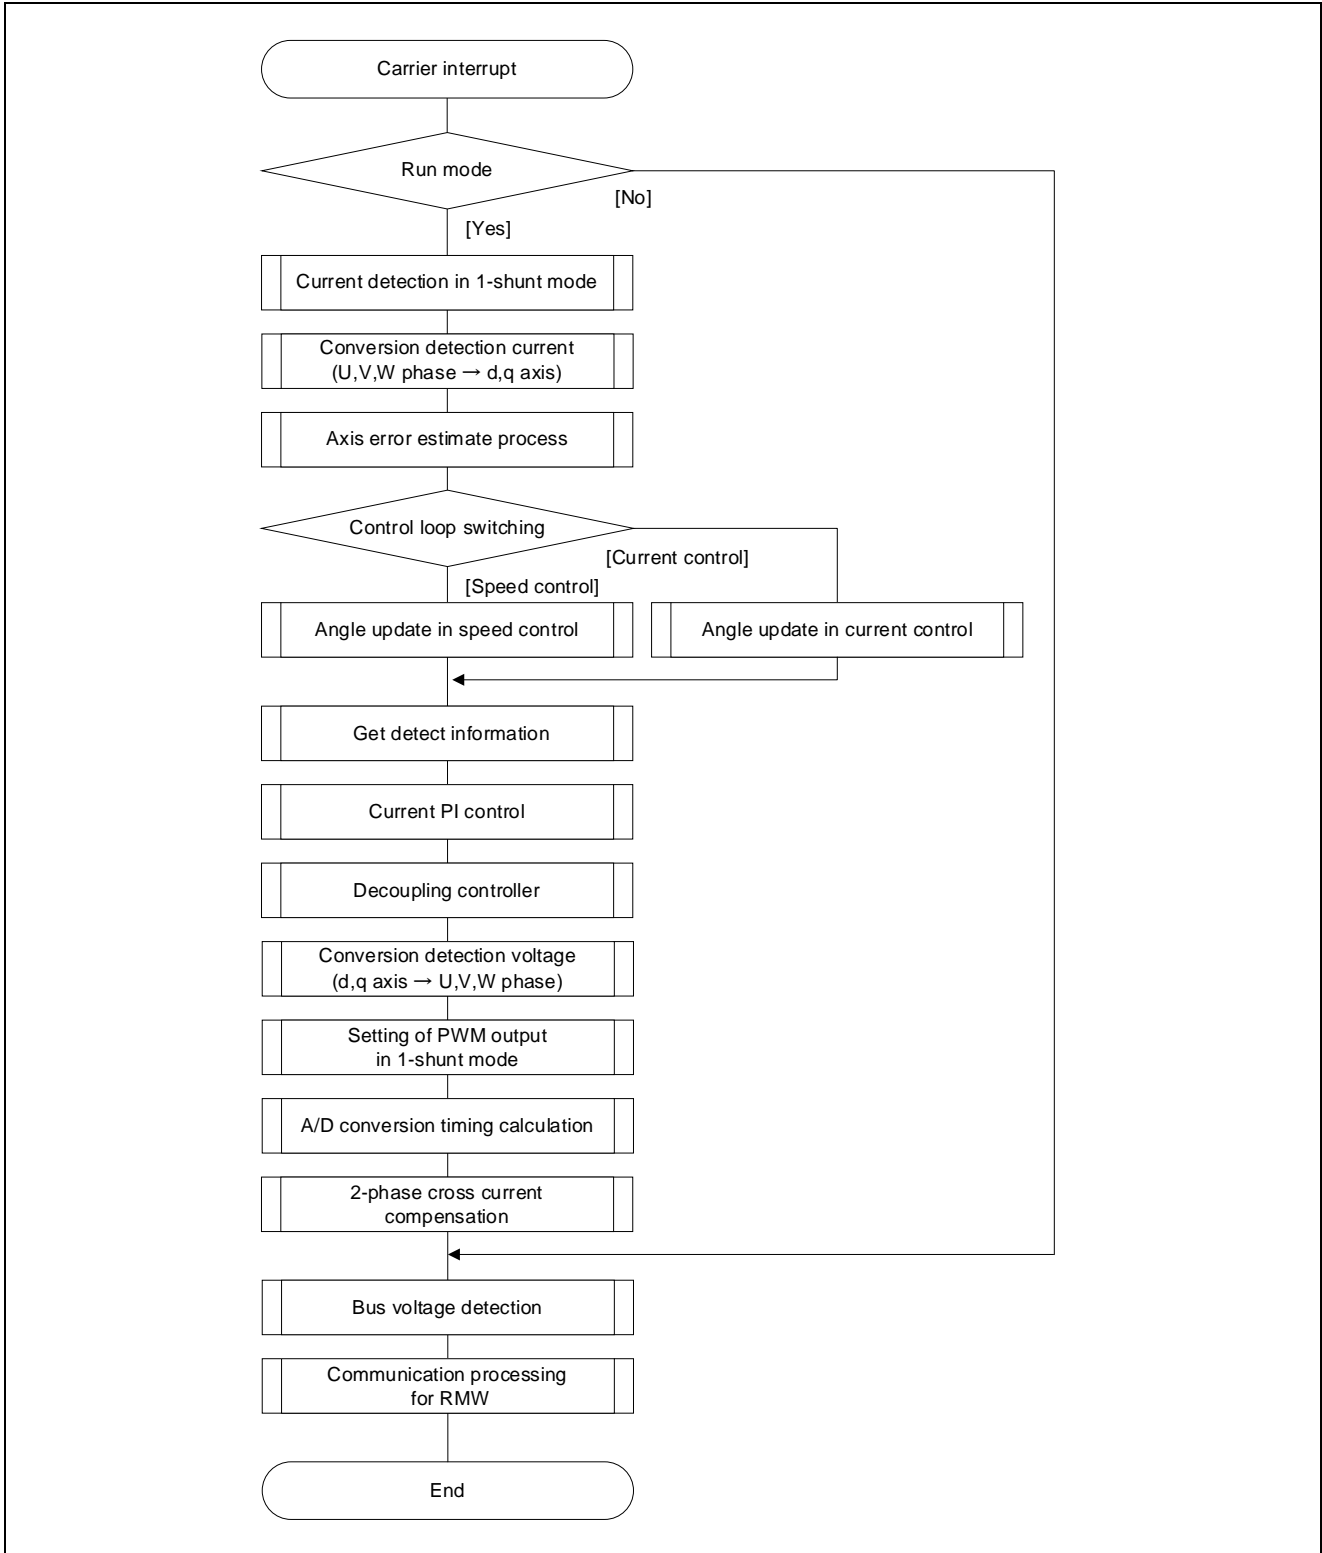 Carrier interrupt
Run mode
[No]
[Yes]
Current detection in 1-shunt mode
Conversion detection current
(U,V,W phase → d,q axis)
Axis error estimate process
Control loop switching
[Current control]
[Speed control]
Angle update in speed control
Angle update in current control
Get detect information
Current PI control
Decoupling controller
Conversion detection voltage
(d,q axis → U,V,W phase)
Setting of PWM output
in 1-shunt mode
A/D conversion timing calculation
2-phase cross current
compensation
Bus voltage detection
Communication processing
for RMW
End